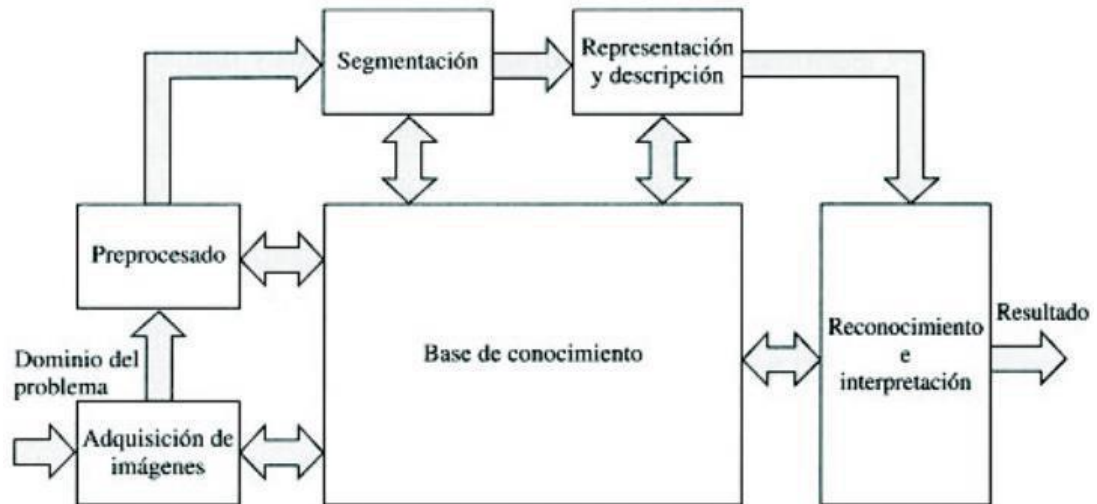 Segmentación
Representación
y descripción
Preprocesado
Dominio del
problema
Adquisición de
imágenes
Base de conocimiento
Reconocimiento
e
interpretación
Resultado